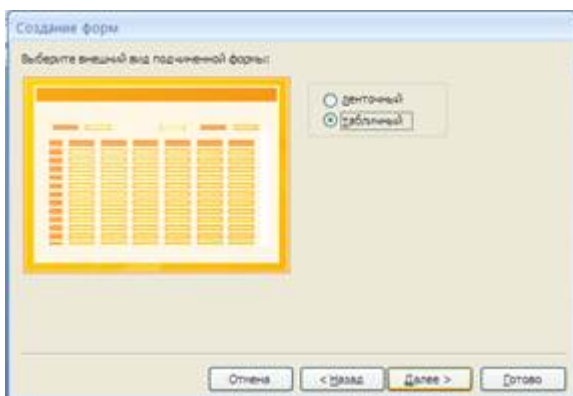 Создание форм
Выберите внешний вид подчиненной формы:
ленточный
табличный
Отмена
< Назад
Далее >
Готово